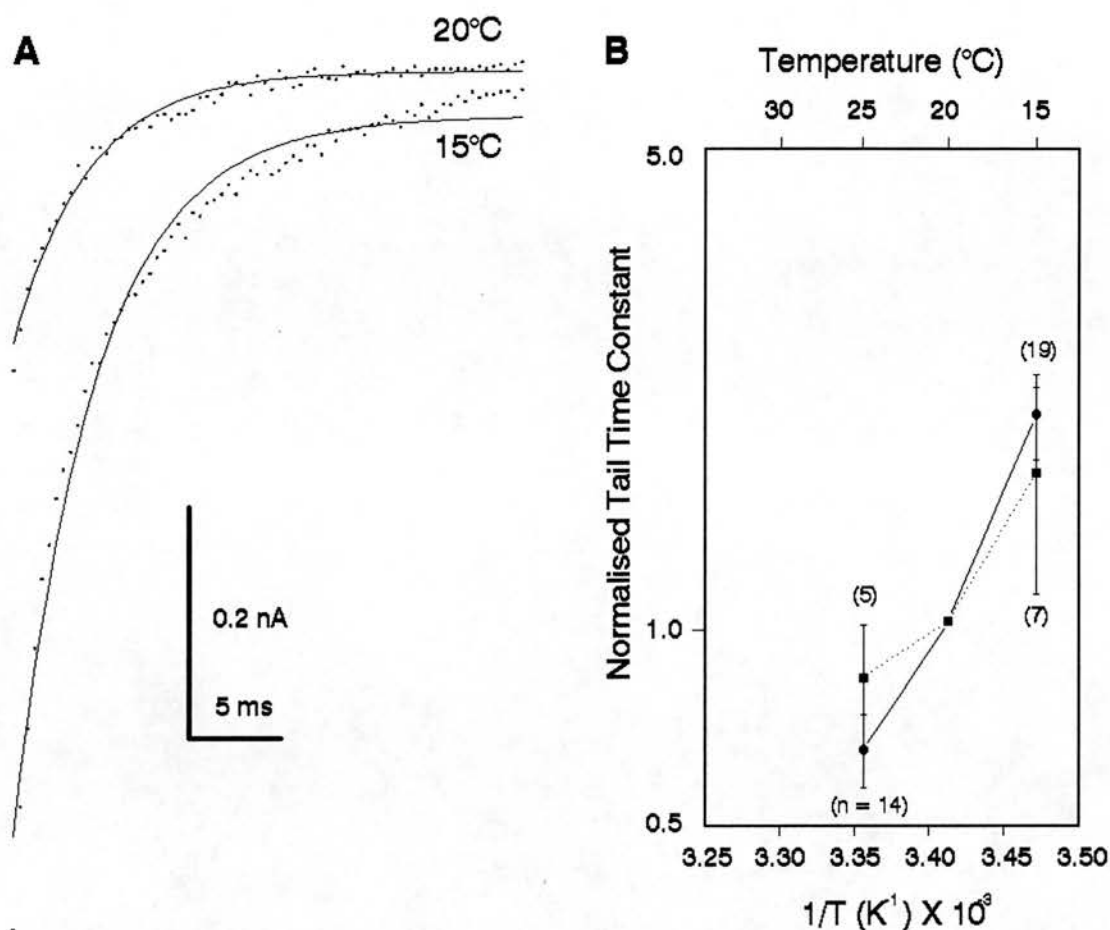 A
20°C
15°C
0.2 nA
5 ms
B
Temperature (°C)
30 25 20 15
5.0
1.0
0.5
Normalised Tail Time Constant
(19)
(5)
(7)
(n = 14)
3.25 3.30 3.35 3.40 3.45 3.50
1/T (K⁻¹) X 10³